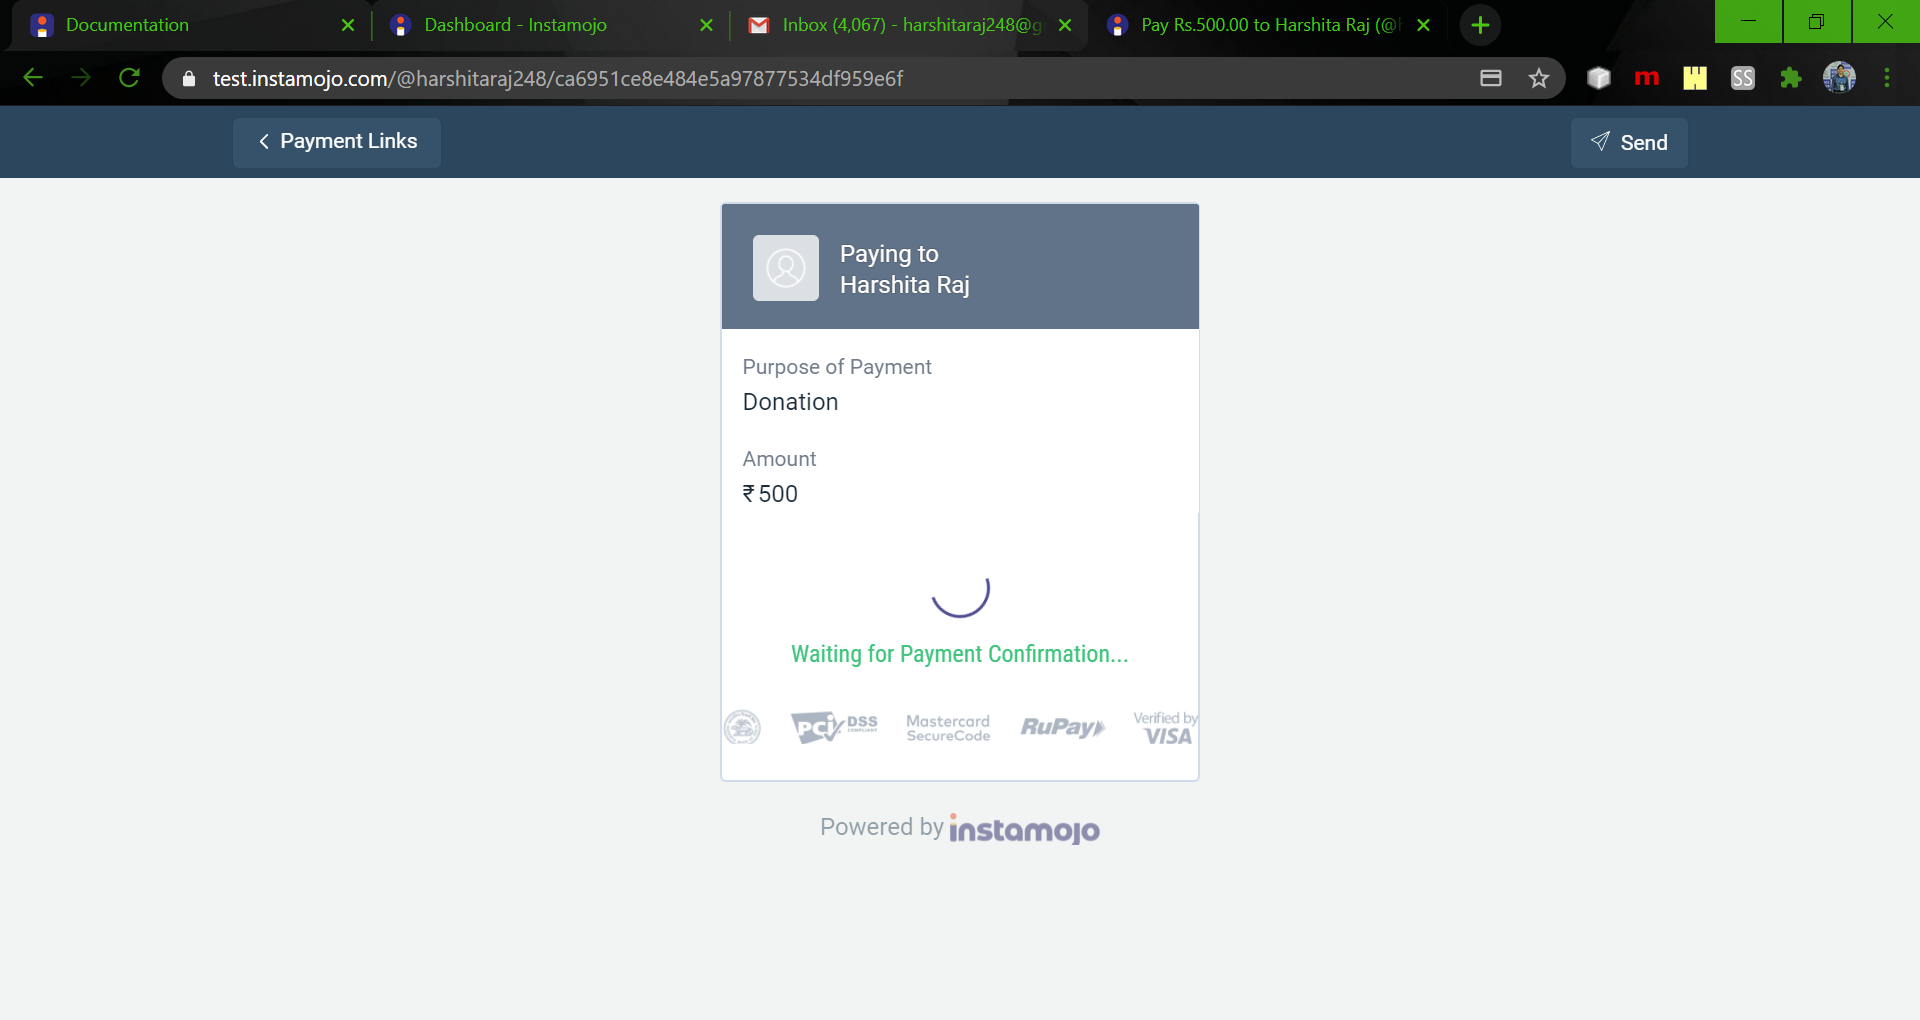 Documentation
Dashboard - Instamojo
Inbox (4,067) - harshitaraj248@g
Pay Rs.500.00 to Harshita Raj (@h
test.instamojo.com/@harshitaraj248/ca6951ce8e484e5a97877534df959e6f
m
SS
Payment Links
Send
Paying to
Harshita Raj
Purpose of Payment
Donation
Amount
₹500
Waiting for Payment Confirmation...
PCI DSS
COMPLIANT
Mastercard
SecureCode
RuPay
Verified by
VISA
Powered by instamojo